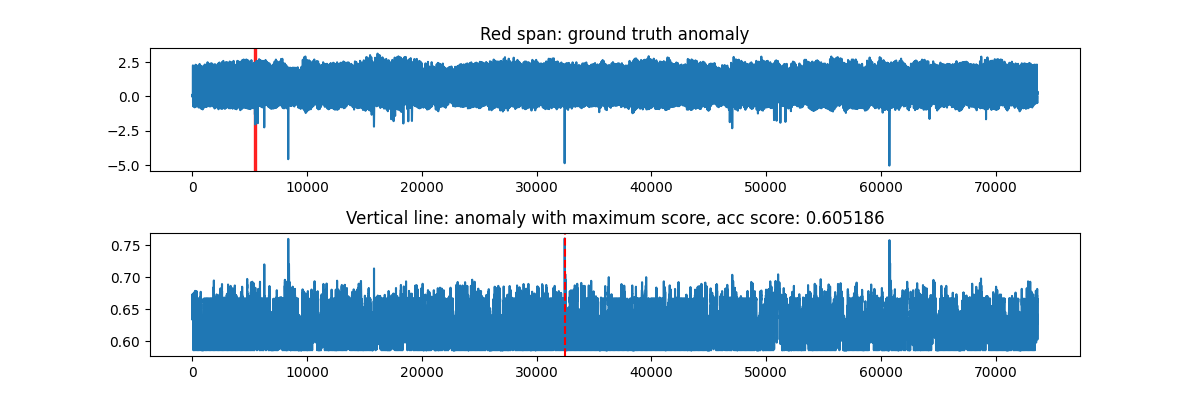 Red span: ground truth anomaly
2.5
0.0
−2.5
−5.0
0 10000 20000 30000 40000 50000 60000 70000
Vertical line: anomaly with maximum score, acc score: 0.605186
0.75
0.70
0.65
0.60
0 10000 20000 30000 40000 50000 60000 70000